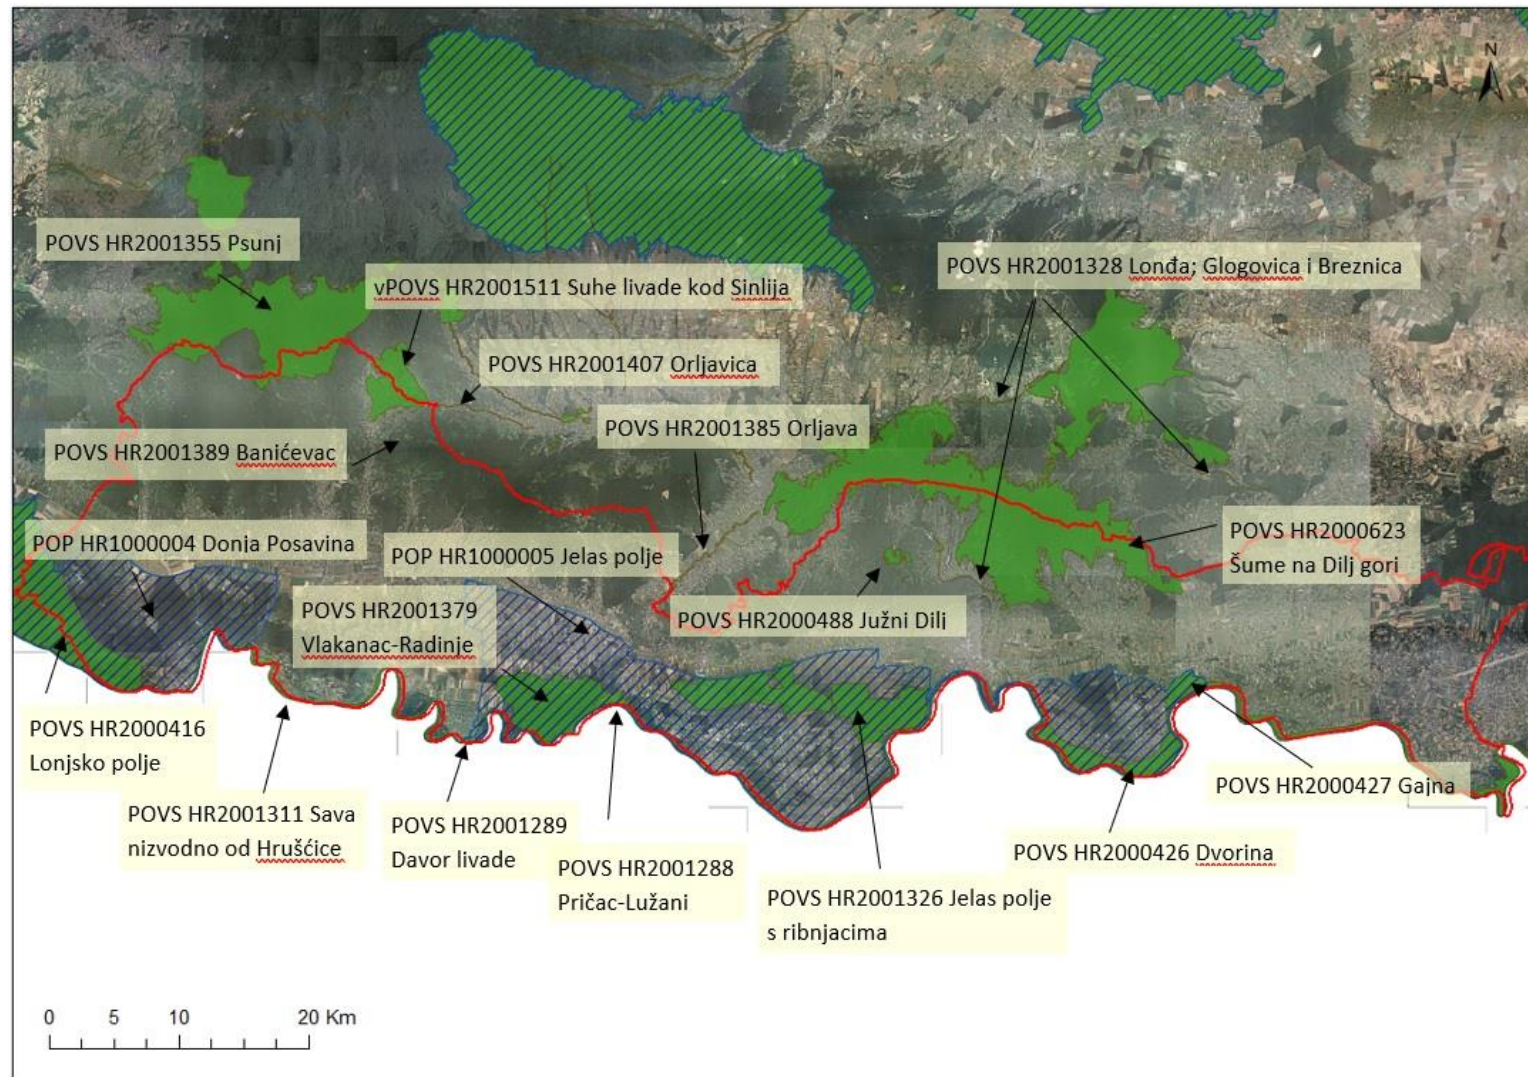 N
POVS HR2001355 Psunj
POVS HR2001328 Lonđa; Glogovica i Breznica
vPOVS HR2001511 Suhe livade kod Sinlija
POVS HR2001407 Orljavica
POVS HR2001385 Orljava
POVS HR2001389 Banićevac
POVS HR2000623
Šume na Dilj gori
POP HR1000004 Donja Posavina
POP HR1000005 Jelas polje
POVS HR2001379
Vlakanac-Radinje
POVS HR2000488 Južni Dilj
POVS HR2000416
Lonjsko polje
POVS HR2001311 Sava
nizvodno od Hrušćice
POVS HR2001289
Davor livade
POVS HR2001288
Pričac-Lužani
POVS HR2001326 Jelas polje
s ribnjacima
POVS HR2000426 Dvorina
POVS HR2000427 Gajna
0 5 10 20 Km